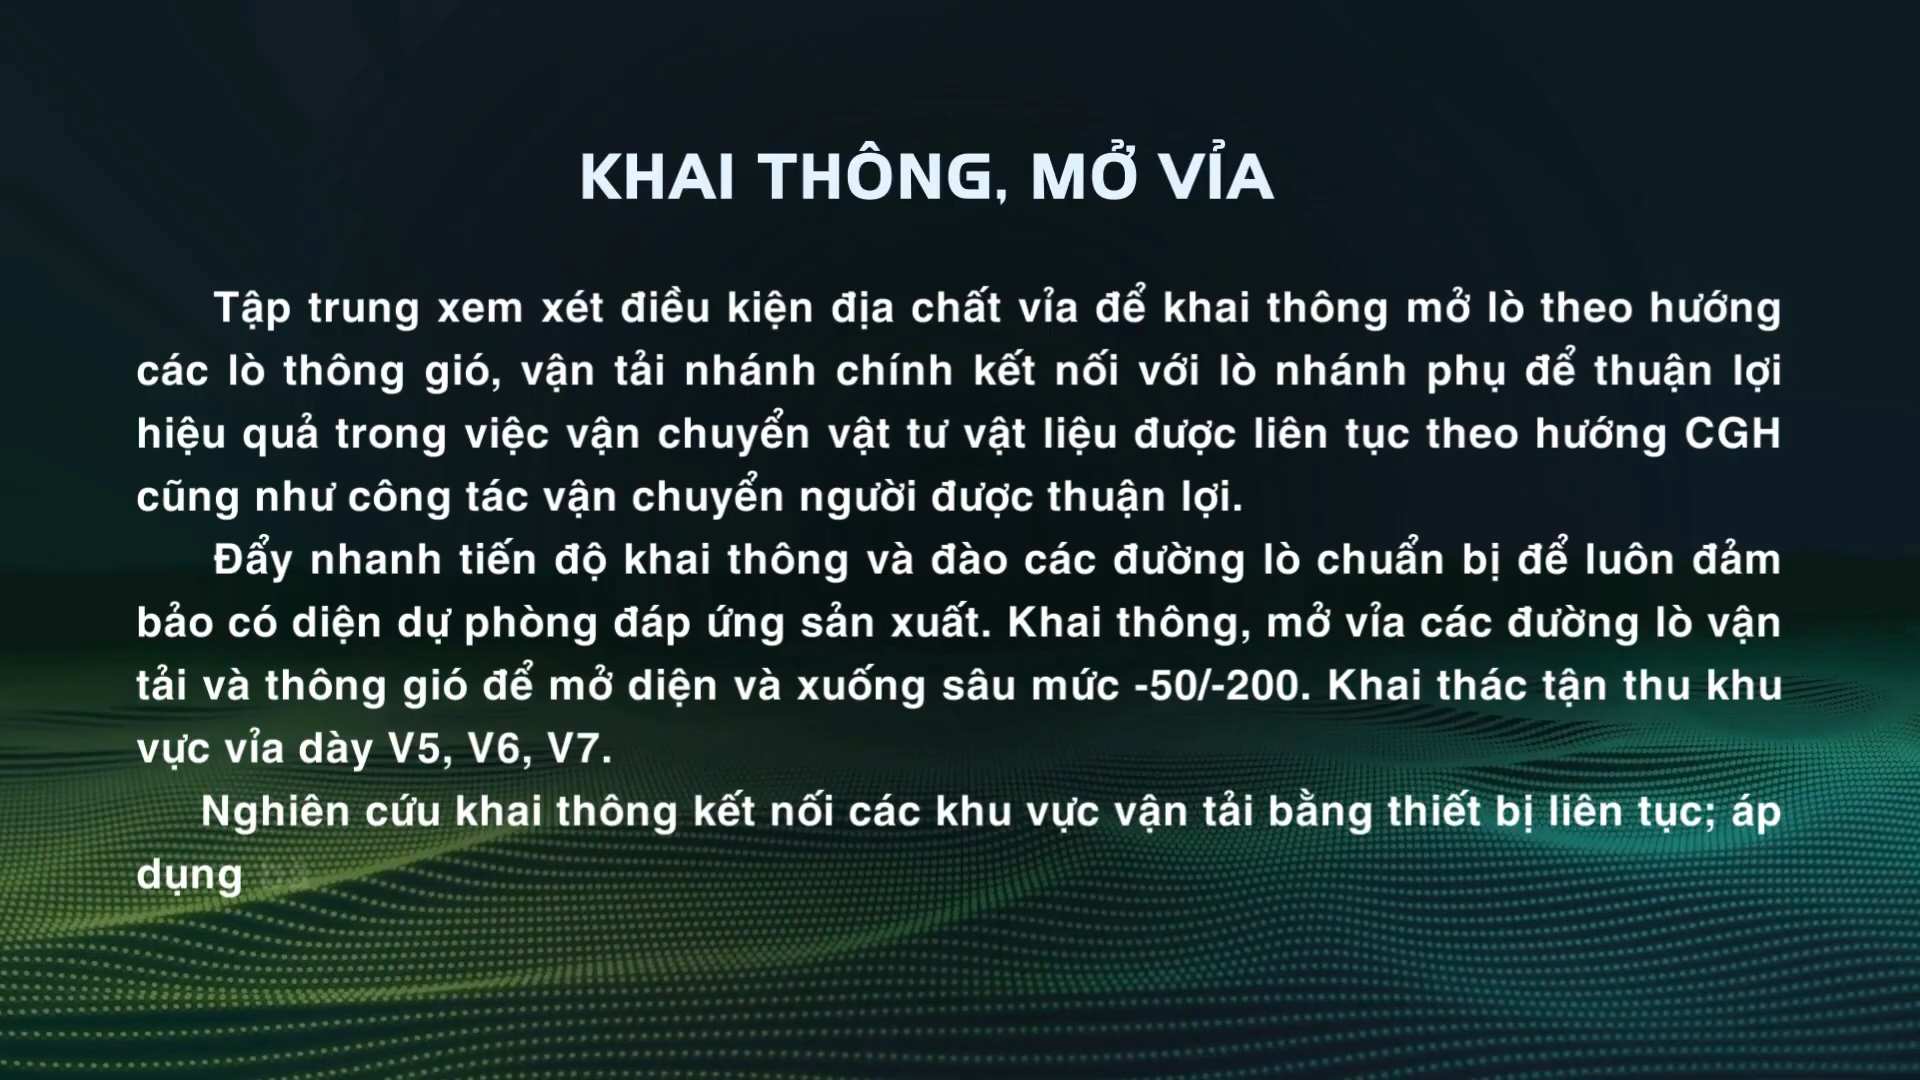 KHAI THÔNG, MỞ VỈA
Tập trung xem xét điều kiện địa chất vỉa để khai thông mở lò theo hướng
các lò thông gió, vận tải nhánh chính kết nối với lò nhánh phụ để thuận lợi
hiệu quả trong việc vận chuyển vật tư vật liệu được liên tục theo hướng CGH
cũng như công tác vận chuyển người được thuận lợi.
Đẩy nhanh tiến độ khai thông và đào các đường lò chuẩn bị để luôn đảm
bảo có diện dự phòng đáp ứng sản xuất. Khai thông, mở vỉa các đường lò vận
tải và thông gió để mở diện và xuống sâu mức -50/-200. Khai thác tận thu khu
vực vỉa dày V5, V6, V7.
Nghiên cứu khai thông kết nối các khu vực vận tải bằng thiết bị liên tục; áp
dụng